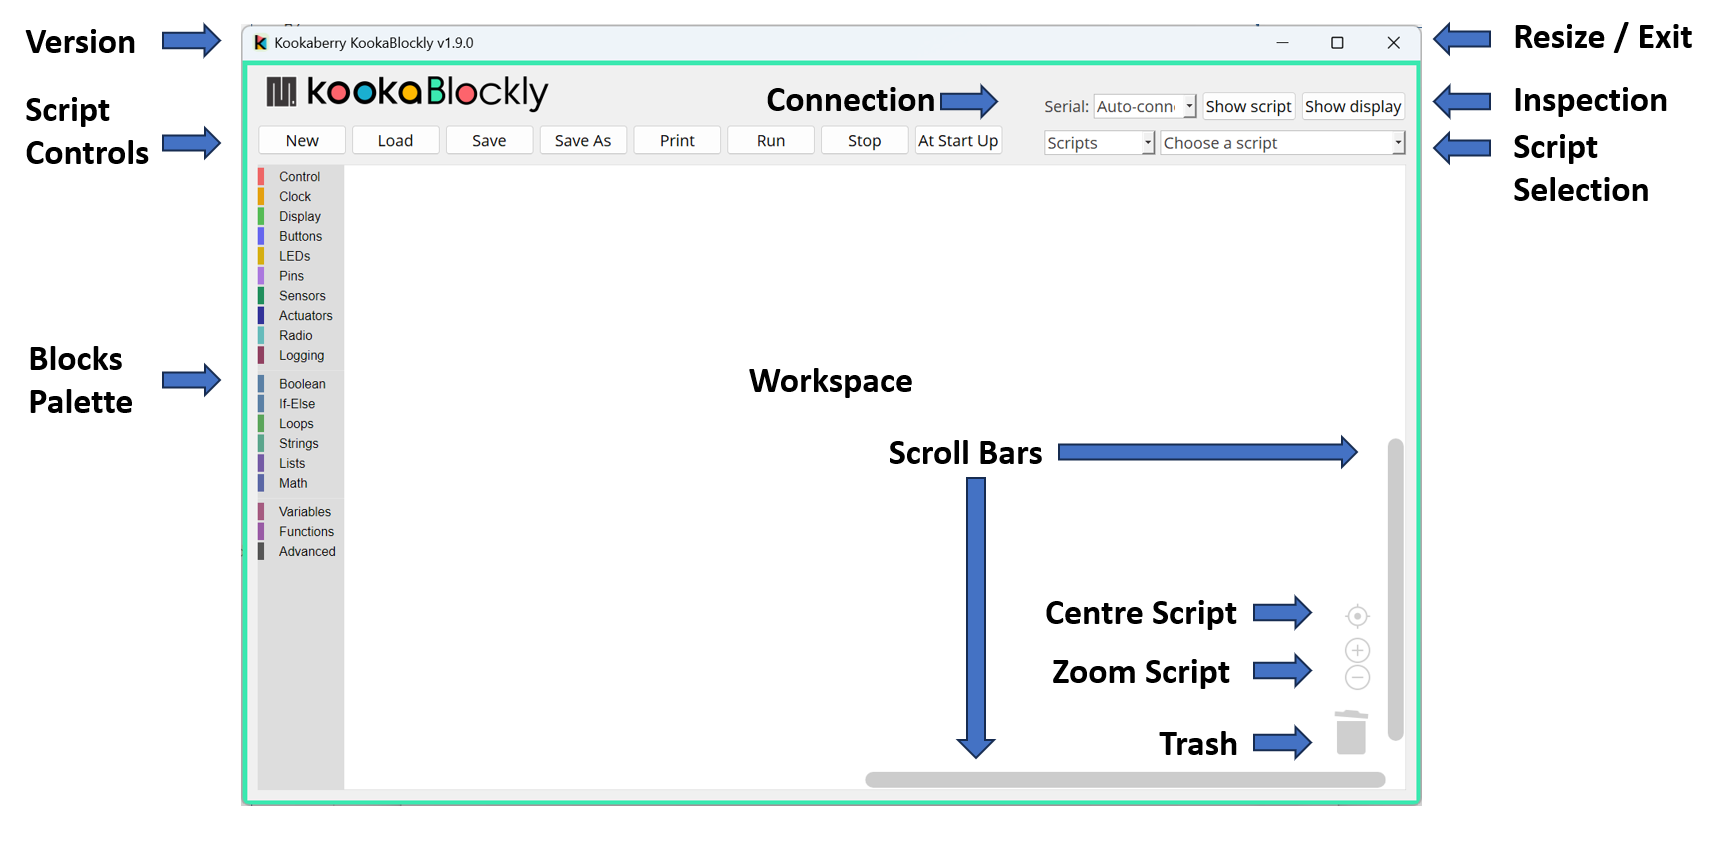 Version
Kookaberry KookaBlockly v1.9.0
Resize / Exit
kookaBlockly
Connection
Serial: Auto-conn Show script Show display
Inspection
Script
Controls
New Load Save Save As Print Run Stop At Start Up
Scripts Choose a script
Script
Selection
Control
Clock
Display
Buttons
LEDs
Pins
Sensors
Actuators
Radio
Logging
Blocks
Palette
Boolean
If-Else
Loops
Strings
Lists
Math
Variables
Functions
Advanced
Workspace
Scroll Bars
Centre Script
Zoom Script
Trash